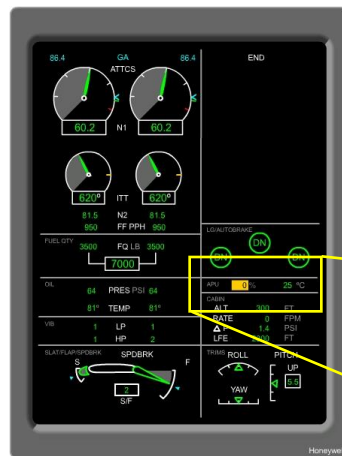 86.4 GA 86.4
ATTCS
60.2 N1 60.2
620° ITT 620°
81.5 N2 81.5
950 FF PPH 950
FUEL QTY
3500 FQ LB 3500
7000
OIL
64 PRES PSI 64
81° TEMP 81°
VIB
1 LP 1
1 HP 2
SLAT/FLAP/SPDBRK
SPDBRK
S F
2
S/F
END
LG/AUTOBRAKE
DN
DN DN
APU 0 % 25 °C
CABIN
ALT 300 FT
RATE 0 FPM
Δ P 1.4 PSI
LFE FT
TRIMS
ROLL PITCH
UP
5.5
YAW
Honeywe